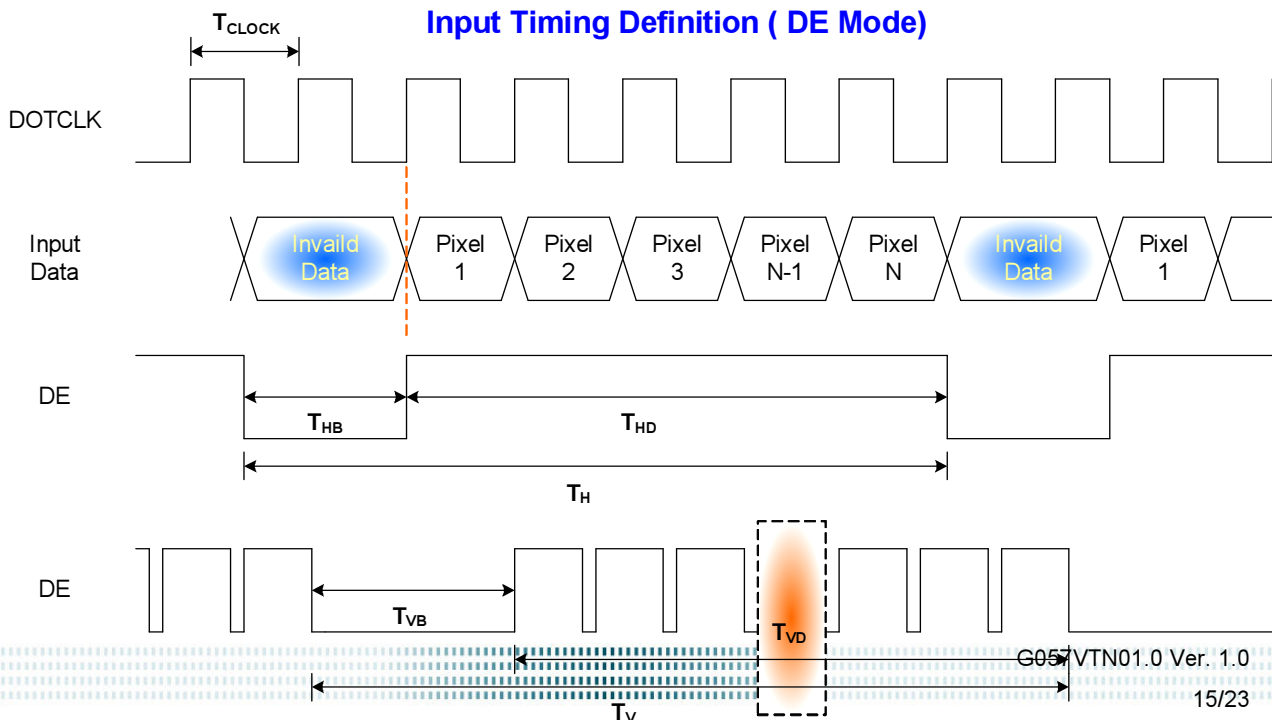 Input Timing Definition ( DE Mode)
TCLOCK
DOTCLK
Input
Data
Invaild
Data
Pixel
1
Pixel
2
Pixel
3
Pixel
N-1
Pixel
N
Invaild
Data
Pixel
1
DE
THB
THD
TH
DE
TVB
TVD
G057VTN01.0 Ver. 1.0
TV
15/23